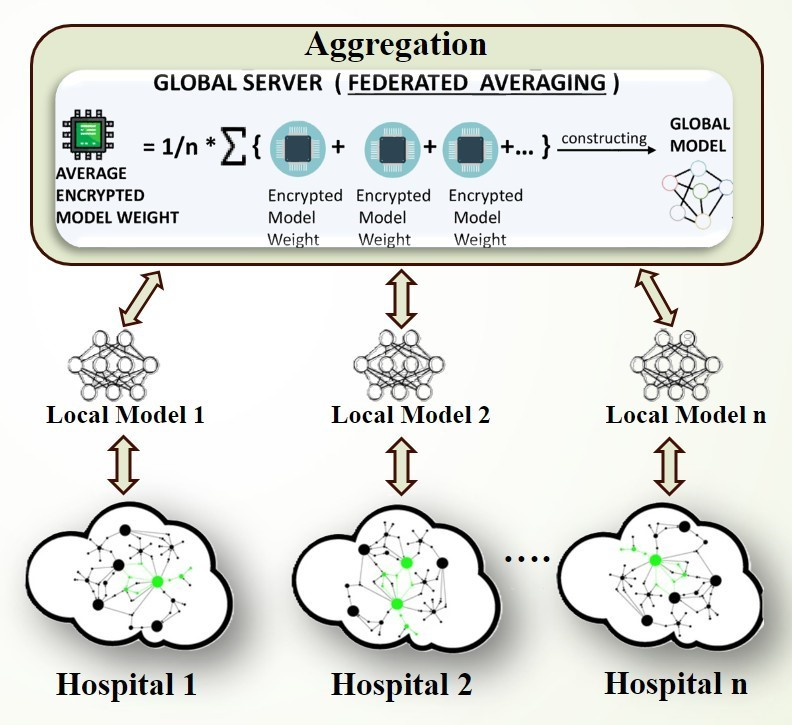 Aggregation
GLOBAL SERVER ( FEDERATED AVERAGING )
= 1/n * ∑ { + + +... } constructing
AVERAGE
ENCRYPTED
MODEL WEIGHT
Encrypted
Model
Weight
Encrypted
Model
Weight
Encrypted
Model
Weight
GLOBAL
MODEL
Local Model 1
Local Model 2
Local Model n
....
Hospital 1
Hospital 2
Hospital n